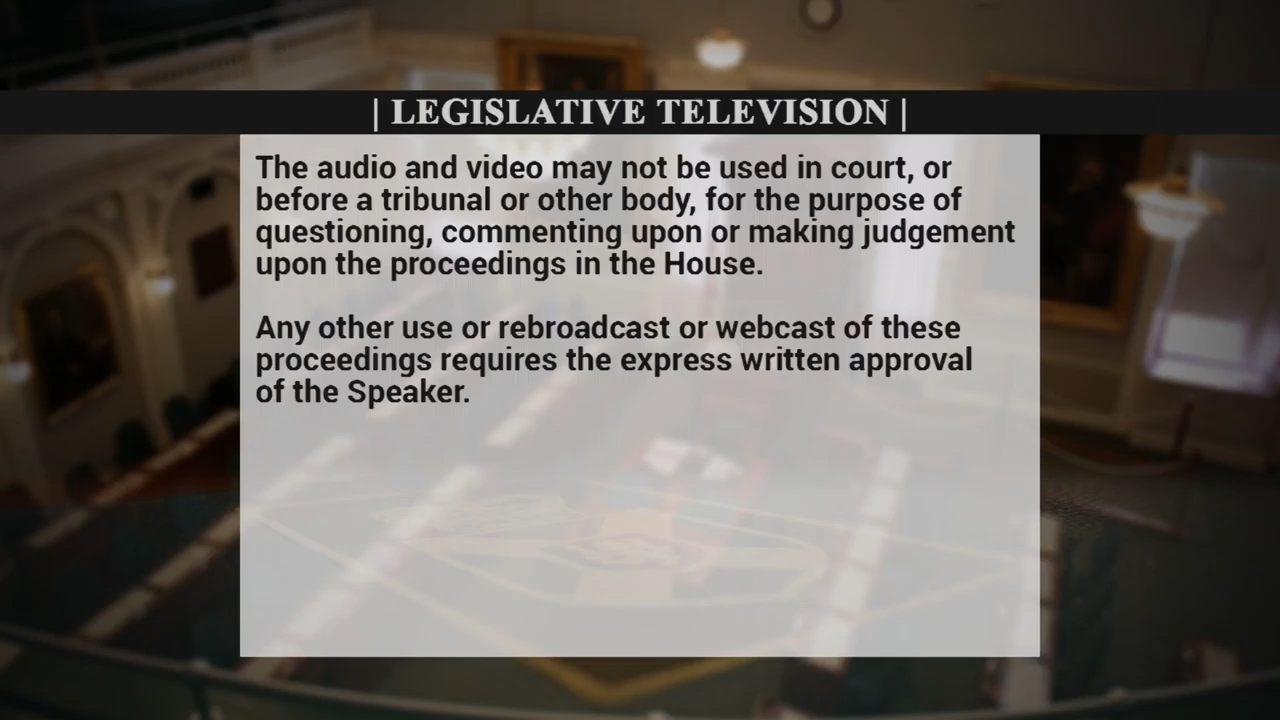 | LEGISLATIVE TELEVISION |
The audio and video may not be used in court, or
before a tribunal or other body, for the purpose of
questioning, commenting upon or making judgement
upon the proceedings in the House.
Any other use or rebroadcast or webcast of these
proceedings requires the express written approval
of the Speaker.